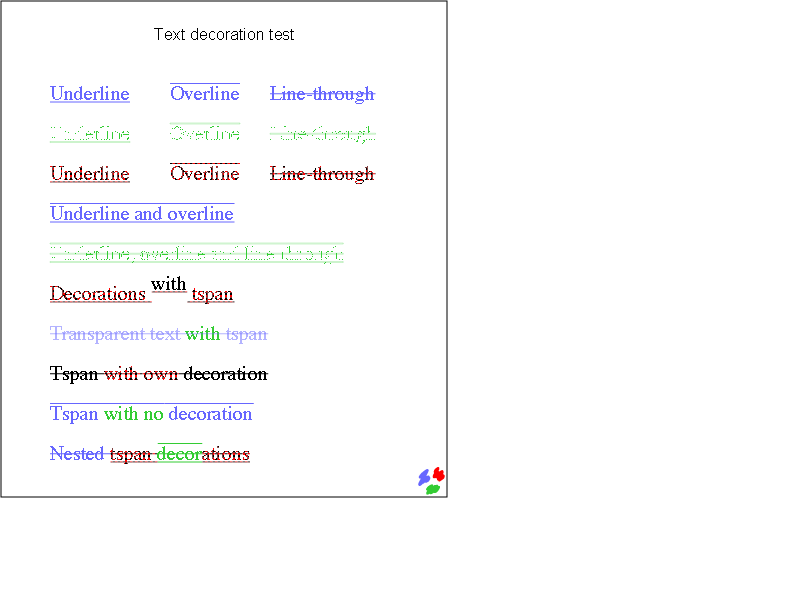 Text decoration test
Underline Overline Line-through
Underline Overline Line-through
Underline Overline Line-through
Underline and overline
Underline, overline and line-through
Decorations with tspan
Transparent text with tspan
Tspan with own decoration
Tspan with no decoration
Nested tspan decorations